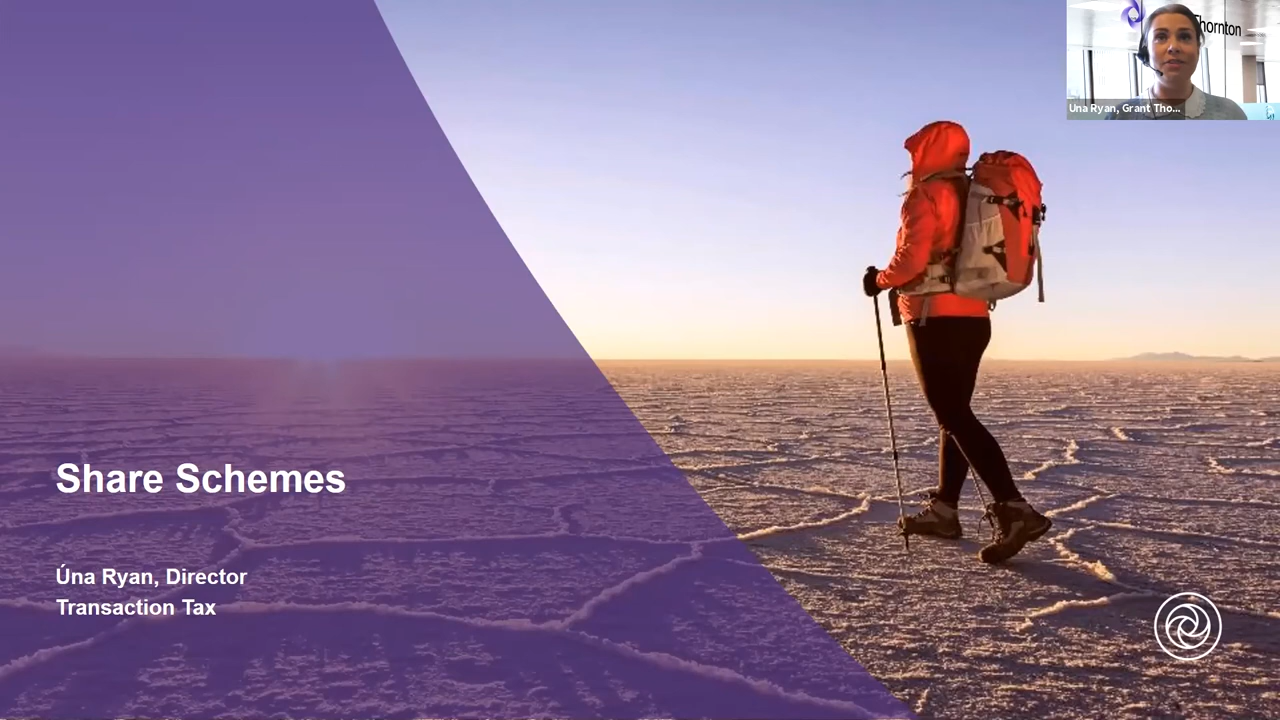 Thornton
Una Ryan, Grant Tho...
Share Schemes
Úna Ryan, Director
Transaction Tax